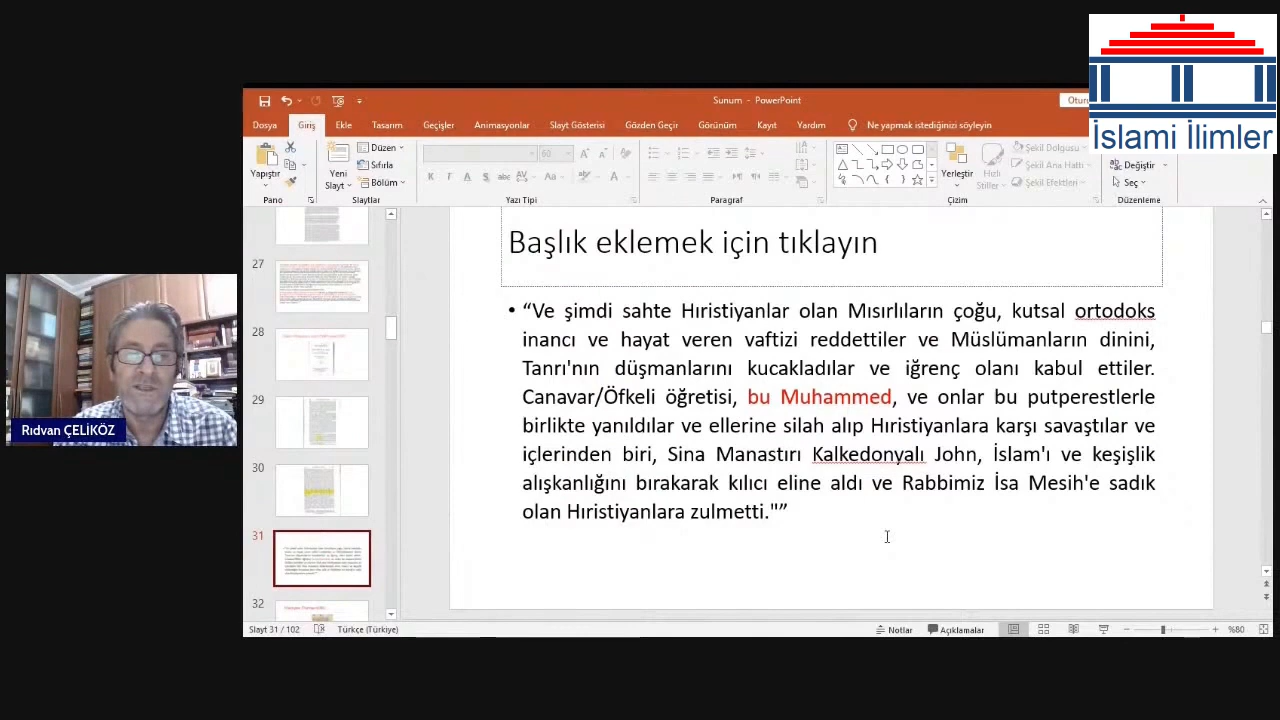 İslami İlimler
Sunum - PowerPoint
Oturu
Dosya Giriş Ekle Tasarım Geçişler Animasyonlar Slayt Gösterisi Gözden Geçir Görünüm Kayıt Yardım Ne yapmak istediğinizi söyleyin
Yapıştır
Yeni
Slayt
Düzen
Sıfırla
Bölüm
60
Yerleştir
Hızlı
Stiller
Şekil Dolgusu
Şekil Ana Hattı
Şekil Efektleri
Değiştir
Seç
Pano Slaytlar Yazı Tipi Paragraf Çizim Düzenleme
27
28
29
30
31
32
Başlık eklemek için tıklayın
• “Ve şimdi sahte Hıristiyanlar olan Mısırlıların çoğu, kutsal ortodoks
inancı ve hayat veren vaftizi reddettiler ve Müslümanların dinini,
Tanrı'nın düşmanlarını kucakladılar ve iğrenç olanı kabul ettiler.
Canavar/Öfkeli öğretisi, bu Muhammed, ve onlar bu putperestlerle
birlikte yanıldılar ve ellerine silah alıp Hıristiyanlara karşı savaştılar ve
içlerinden biri, Sina Manastırı Kalkedonyalı John, İslam'ı ve keşişlik
alışkanlığını bırakarak kılıcı eline aldı ve Rabbimiz İsa Mesih'e sadık
olan Hıristiyanlara zulmetti."”
Rıdvan ÇELİKÖZ
Slayt 31 / 102 Türkçe (Türkiye) Notlar Açıklamalar %80